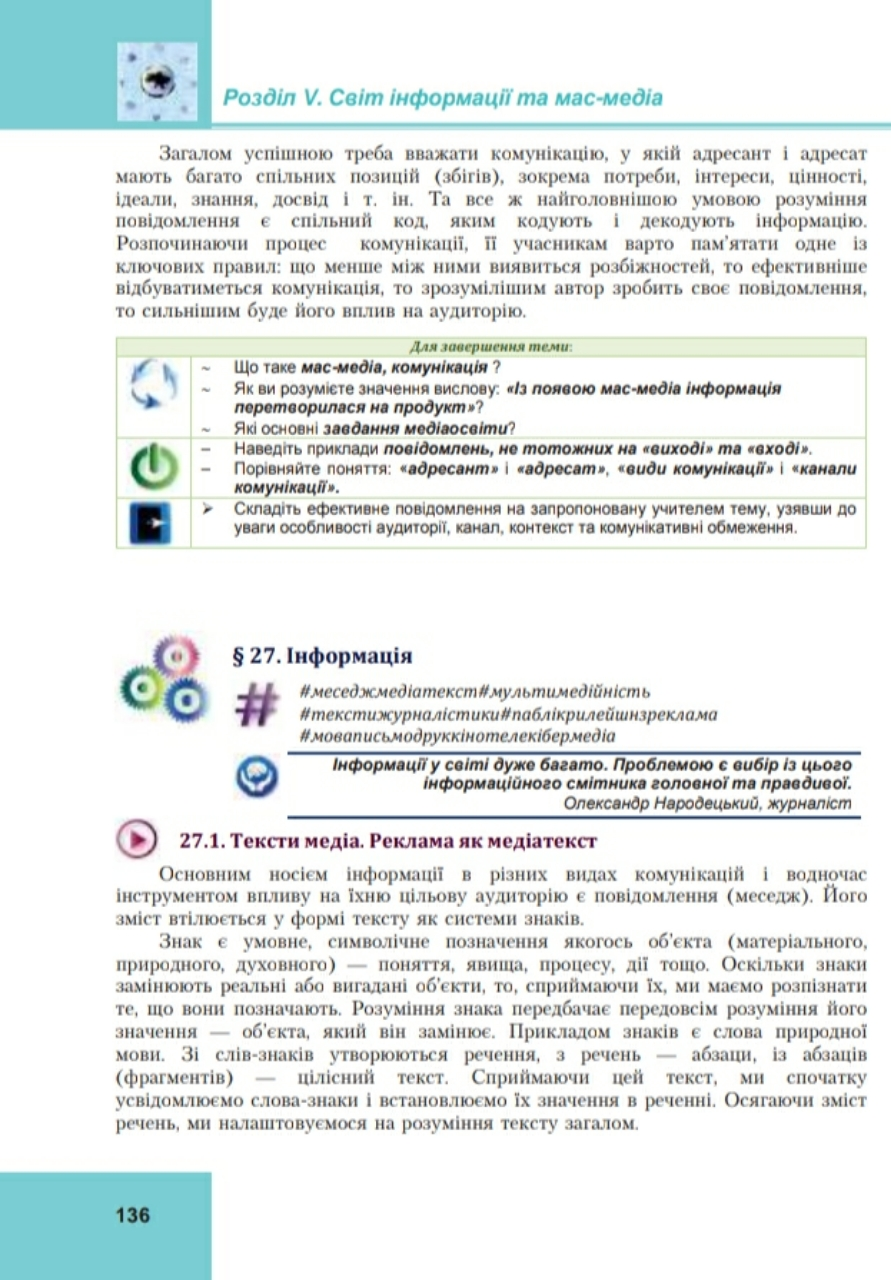 Розділ V. Світ інформації та мас-медіа
Загалом успішною треба вважати комунікацію, у якій адресант і адресат
мають багато спільних позицій (збігів), зокрема потреби, інтереси, цінності,
ідеали, знання, досвід і т. ін. Та все ж найголовнішою умовою розуміння
повідомлення є спільний код, яким кодують і декодують інформацію.
Розпочинаючи процес комунікації, її учасникам варто пам’ятати одне із
ключових правил: що менше між ними виявиться розбіжностей, то ефективніше
відбуватиметься комунікація, то зрозумілішим автор зробить своє повідомлення,
то сильнішим буде його вплив на аудиторію.
Для завершення теми:
~ Що таке мас-медіа, комунікація ?
~ Як ви розумієте значення вислову: «Із появою мас-медіа інформація
перетворилася на продукт»?
~ Які основні завдання медіаосвіти?
– Наведіть приклади повідомлень, не тотожних на «виході» та «вході».
– Порівняйте поняття: «адресант» і «адресат», «види комунікації» і «канали
комунікації».
➢ Складіть ефективне повідомлення на запропоновану учителем тему, узявши до
уваги особливості аудиторії, канал, контекст та комунікативні обмеження.
§ 27. Інформація
#
#меседжмедіатекст#мультимедійність
#текстижурналістики#паблікрилейшнзреклама
#моваписьмодруккінотелекібермедіа
Інформації у світі дуже багато. Проблемою є вибір із цього
інформаційного смітника головної та правдивої.
Олександр Народецький, журналіст
27.1. Тексти медіа. Реклама як медіатекст
Основним носієм інформації в різних видах комунікацій і водночас
інструментом впливу на їхню цільову аудиторію є повідомлення (меседж). Його
зміст втілюється у формі тексту як системи знаків.
Знак є умовне, символічне позначення якогось об’єкта (матеріального,
природного, духовного) — поняття, явища, процесу, дії тощо. Оскільки знаки
замінюють реальні або вигадані об’єкти, то, сприймаючи їх, ми маємо розпізнати
те, що вони позначають. Розуміння знака передбачає передовсім розуміння його
значення — об’єкта, який він замінює. Прикладом знаків є слова природної
мови. Зі слів-знаків утворюються речення, з речень — абзаци, із абзаців
(фрагментів) — цілісний текст. Сприймаючи цей текст, ми спочатку
усвідомлюємо слова-знаки і встановлюємо їх значення в реченні. Осягаючи зміст
речень, ми налаштовуємося на розуміння тексту загалом.
136